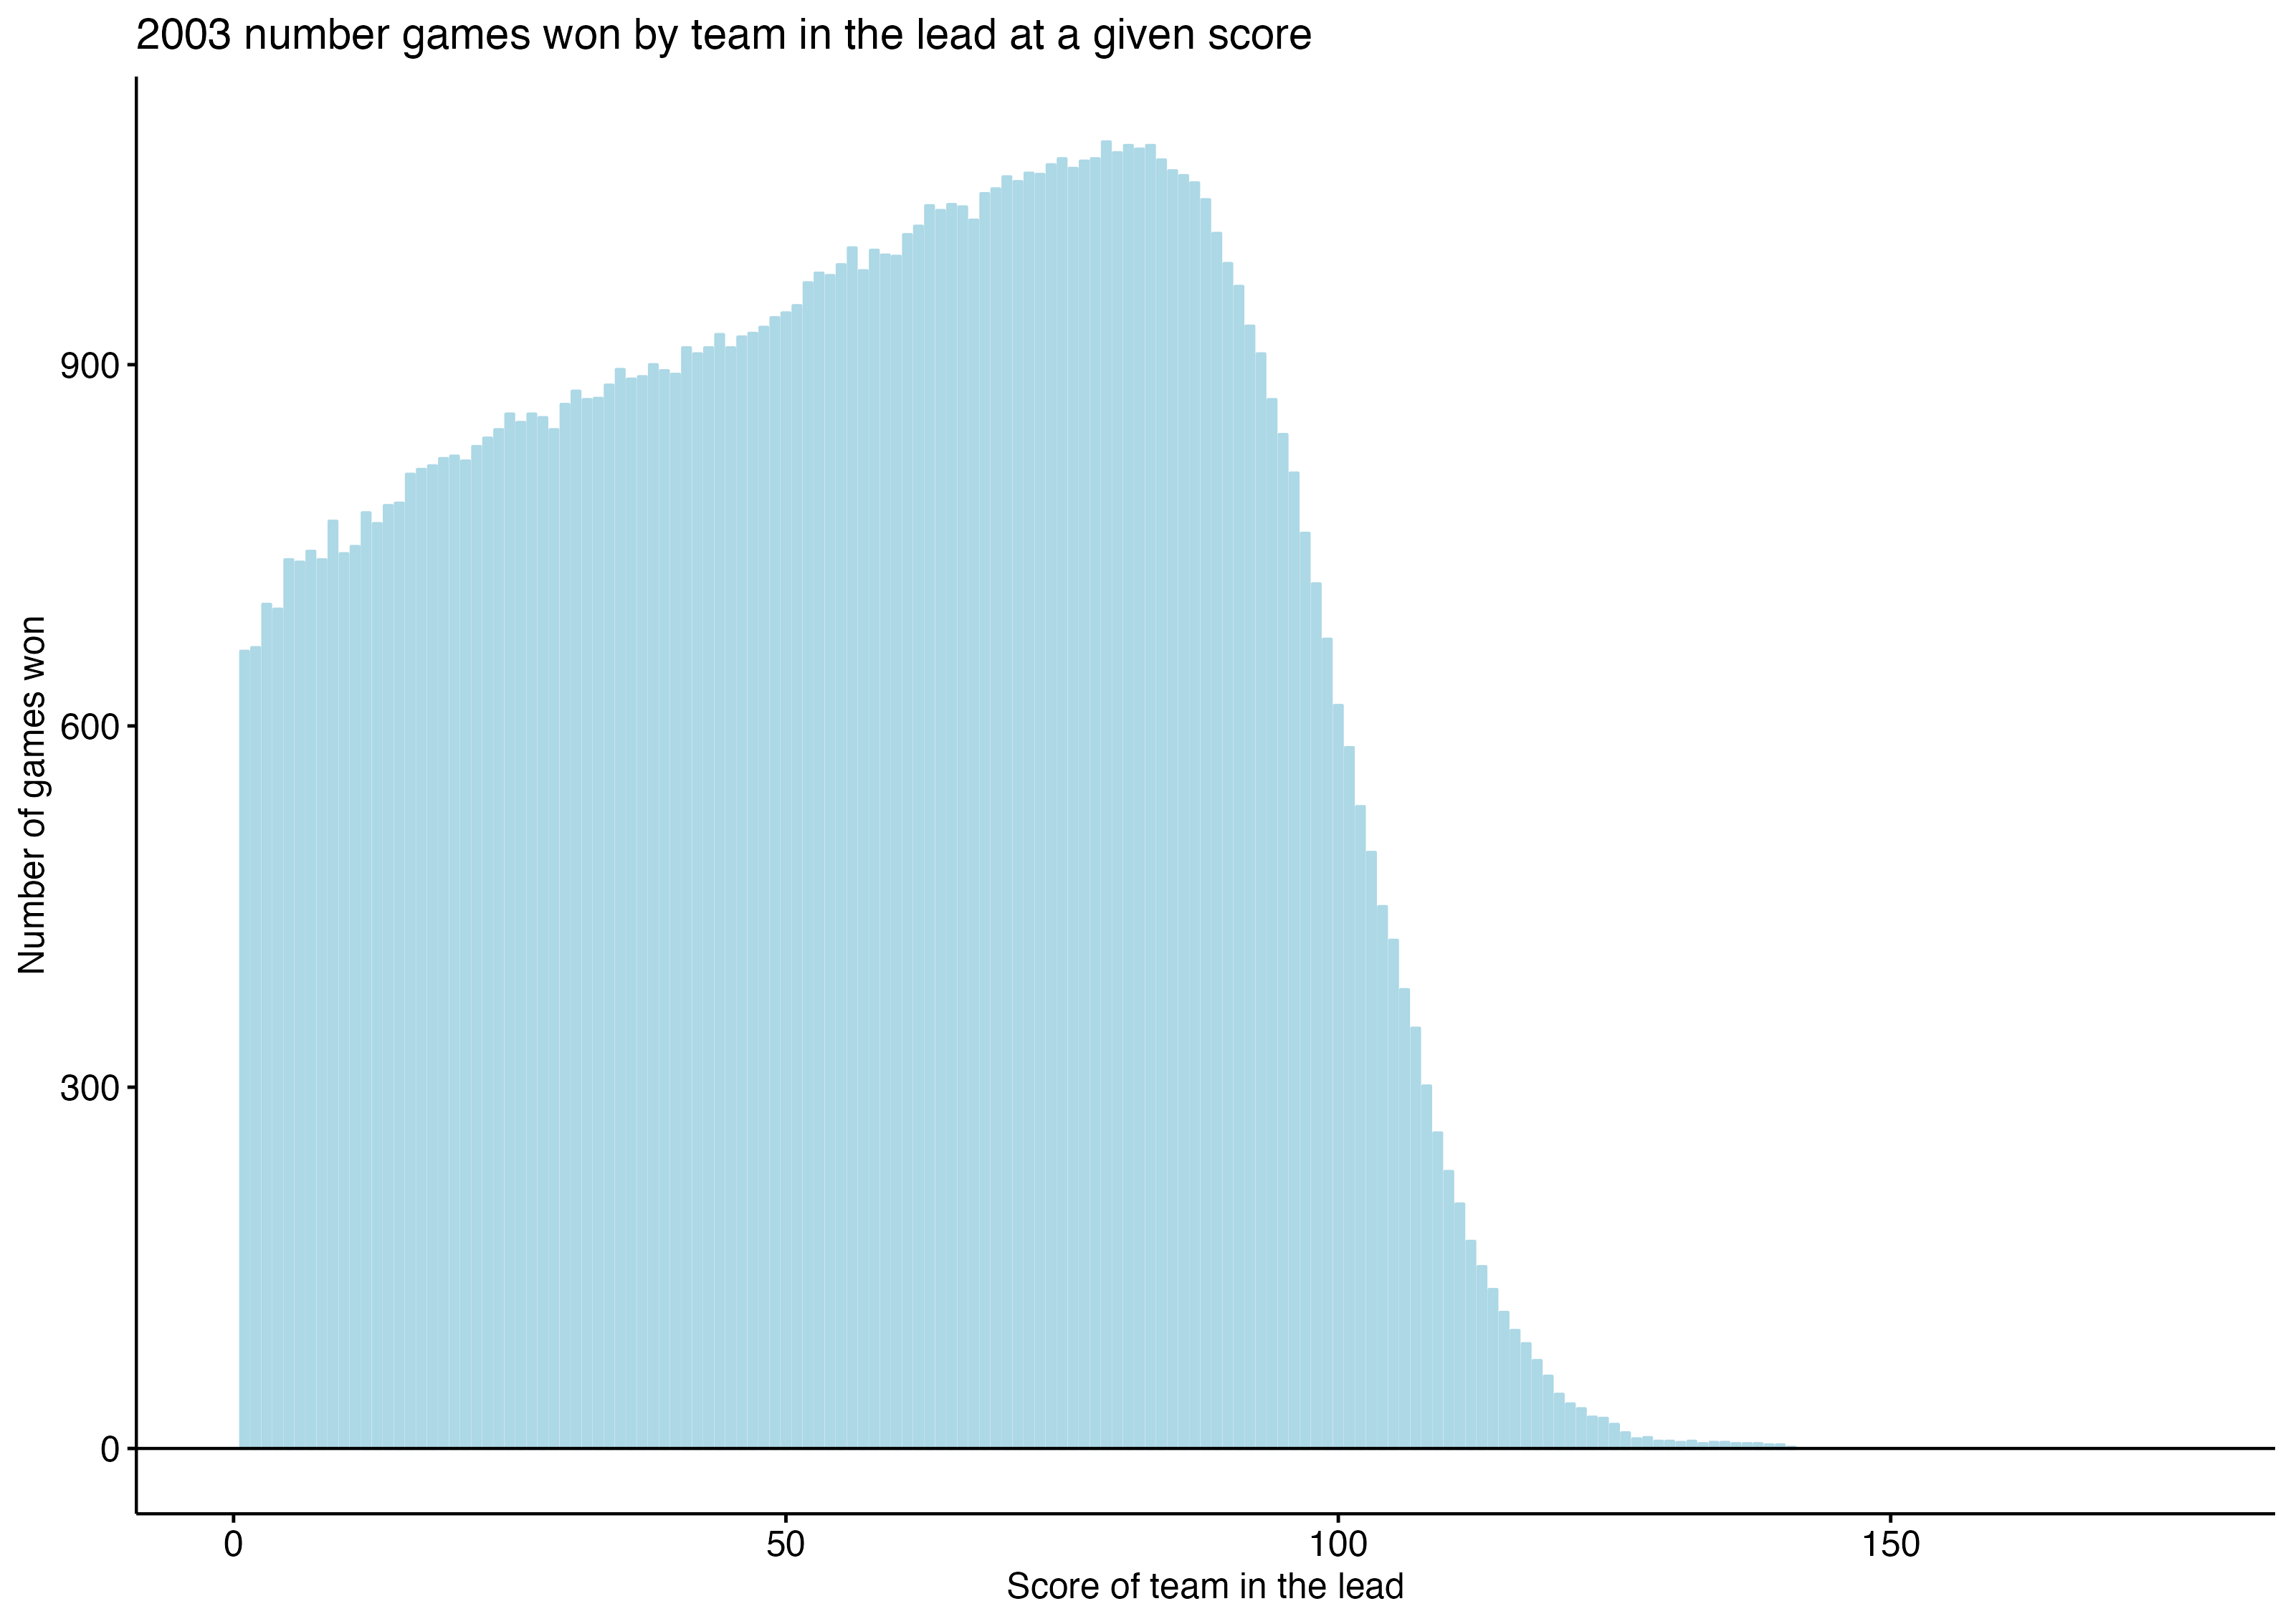 2003 number games won by team in the lead at a given score
Number of games won
900
600
300
0
0 50 100 150
Score of team in the lead